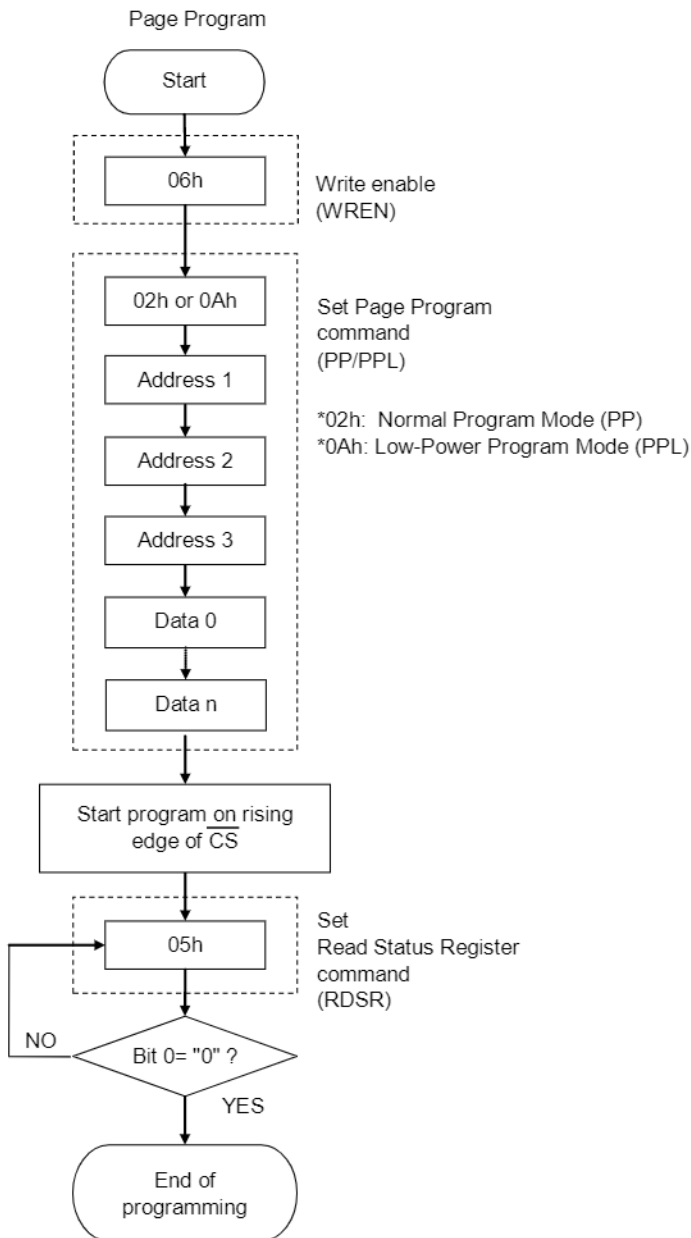 Page Program
Start
06h
Write enable
(WREN)
02h or 0Ah
Set Page Program
command
(PP/PPL)
Address 1
*02h: Normal Program Mode (PP)
*0Ah: Low-Power Program Mode (PPL)
Address 2
Address 3
Data 0
Data n
Start program on rising
edge of C̅S̅
05h
Set
Read Status Register
command
(RDSR)
NO
Bit 0= "0" ?
YES
End of
programming